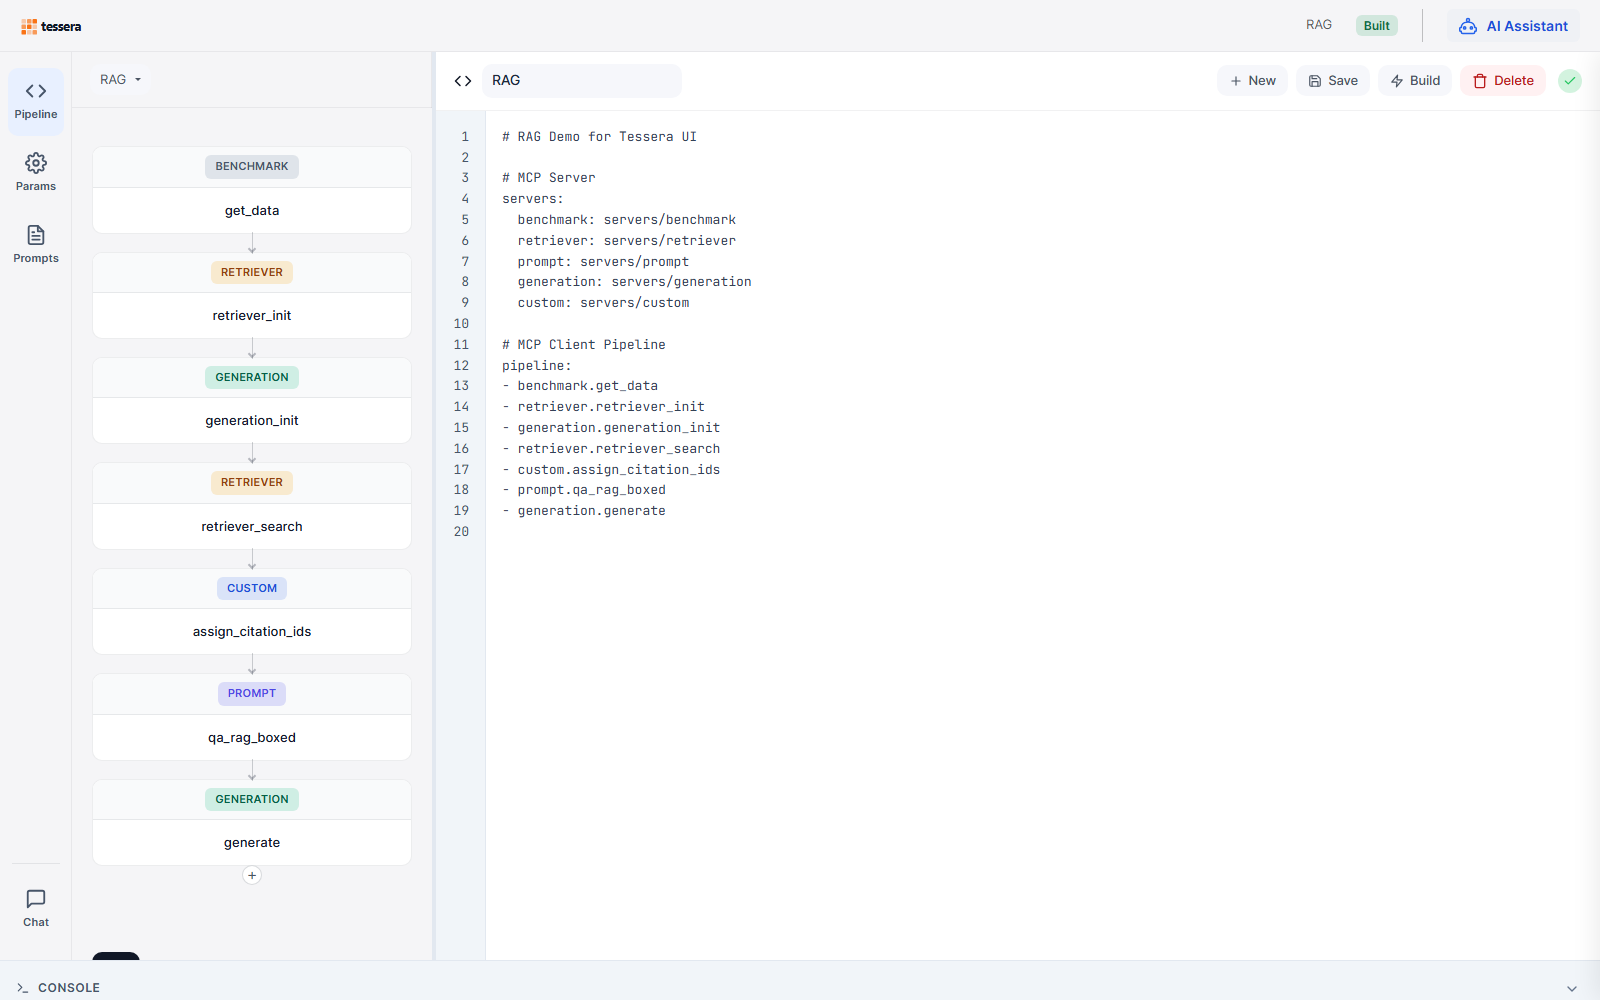 tessera
RAG
Built
AI Assistant
Pipeline
Params
Prompts
Chat
RAG
BENCHMARK
get_data
RETRIEVER
retriever_init
GENERATION
generation_init
RETRIEVER
retriever_search
CUSTOM
assign_citation_ids
PROMPT
qa_rag_boxed
GENERATION
generate
RAG
New
Save
Build
Delete
1 # RAG Demo for Tessera UI
2
3 # MCP Server
4 servers:
5 benchmark: servers/benchmark
6 retriever: servers/retriever
7 prompt: servers/prompt
8 generation: servers/generation
9 custom: servers/custom
10
11 # MCP Client Pipeline
12 pipeline:
13 - benchmark.get_data
14 - retriever.retriever_init
15 - generation.generation_init
16 - retriever.retriever_search
17 - custom.assign_citation_ids
18 - prompt.qa_rag_boxed
19 - generation.generate
20
CONSOLE